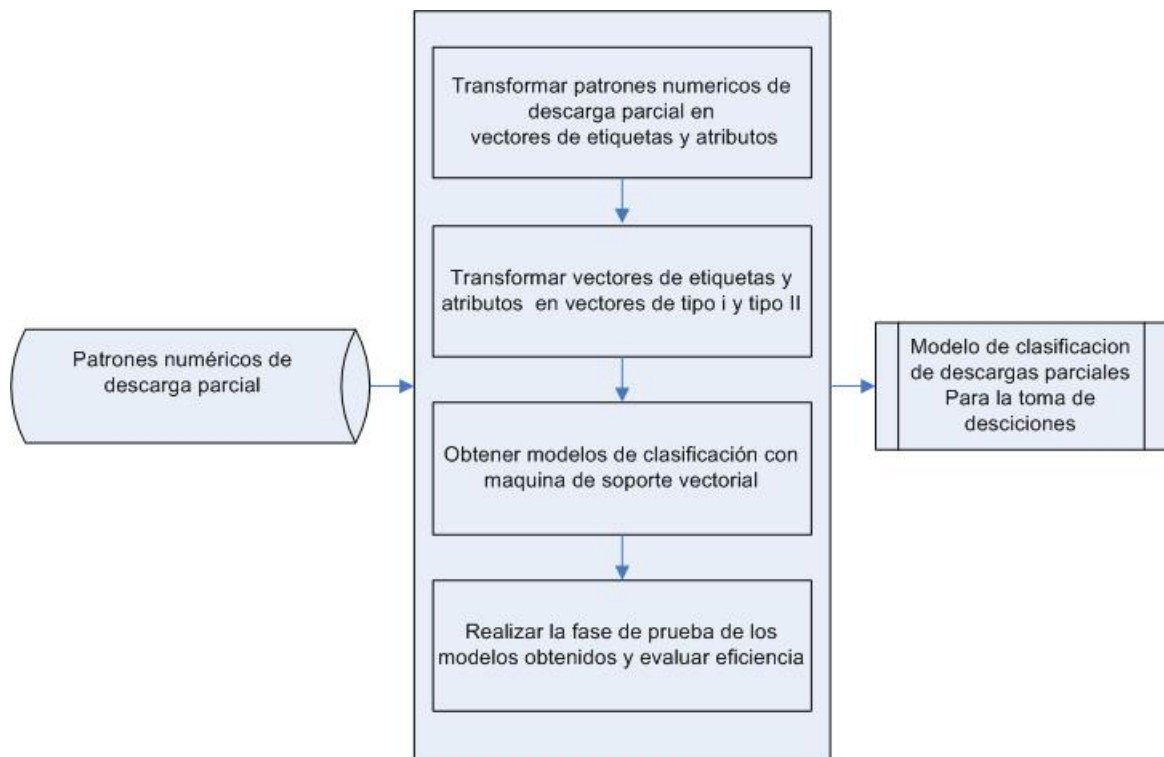 Transformar patrones numericos de
descarga parcial en
vectores de etiquetas y atributos
Transformar vectores de etiquetas y
atributos en vectores de tipo i y tipo II
Patrones numéricos de
descarga parcial
Modelo de clasificacion
de descargas parciales
Para la toma de
desciciones
Obtener modelos de clasificación con
maquina de soporte vectorial
Realizar la fase de prueba de los
modelos obtenidos y evaluar eficiencia